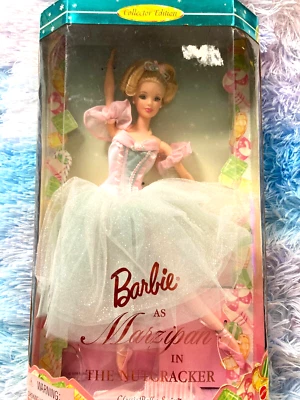 Collector Edition
Barbie
AS
Marzipan
IN
THE NUTCRACKER
WARNING: